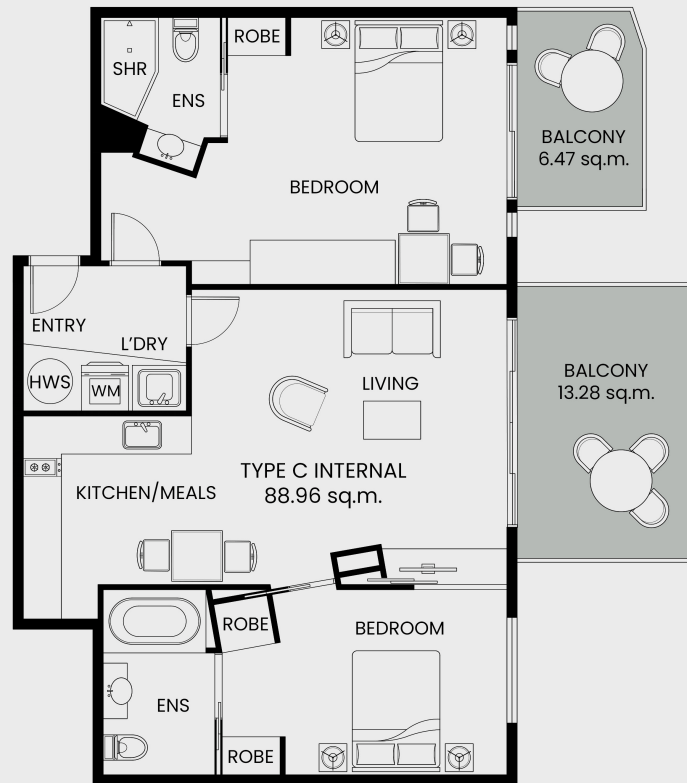 SHR
ROBE
ENS
BALCONY
6.47 sq.m.
BEDROOM
ENTRY
L'DRY
HWS
WM
LIVING
BALCONY
13.28 sq.m.
TYPE C INTERNAL
88.96 sq.m.
KITCHEN/MEALS
ROBE
BEDROOM
ENS
ROBE